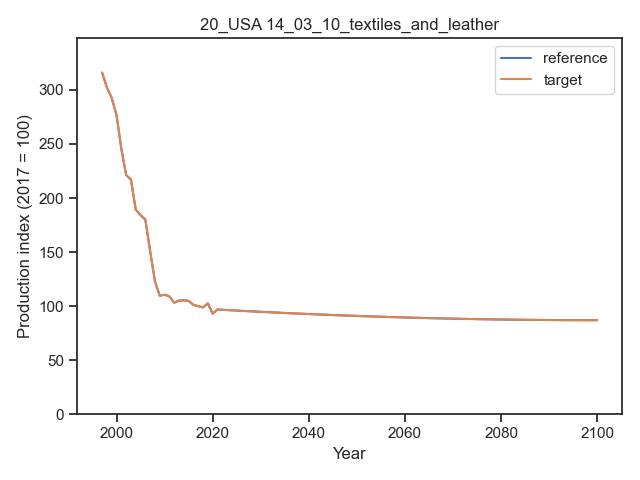 20_USA 14_03_10_textiles_and_leather
reference
target
Production index (2017 = 100)
300
250
200
150
100
50
0
2000 2020 2040 2060 2080 2100
Year